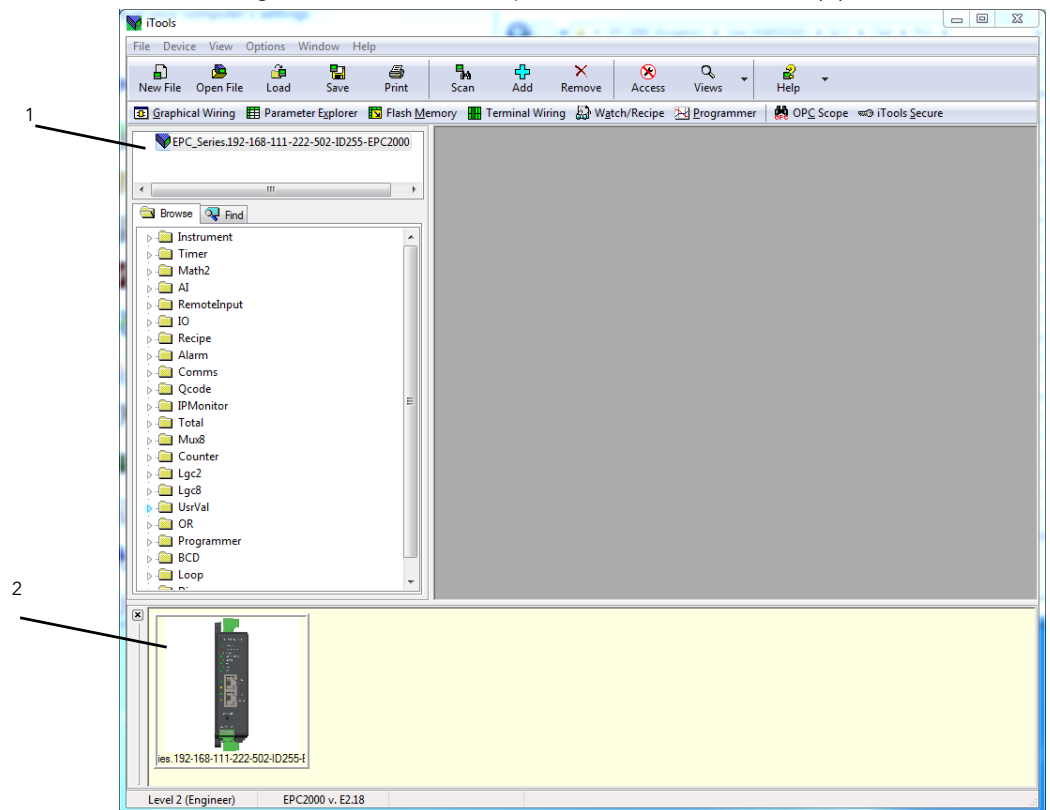 iTools
File Device View Options Window Help
New File Open File Load Save Print Scan Add Remove Access Views Help
Graphical Wiring Parameter Explorer Flash Memory Terminal Wiring Watch/Recipe Programmer OPC Scope iTools Secure
1
EPC_Series.192-168-111-222-502-ID255-EPC2000
Browse Find
Instrument
Timer
Math2
AI
RemoteInput
IO
Recipe
Alarm
Comms
Qcode
IPMonitor
Total
Mux8
Counter
Lgc2
Lgc8
UsrVal
OR
Programmer
BCD
Loop
2
ies.192-168-111-222-502-ID255-E
Level 2 (Engineer) EPC2000 v. E2.18